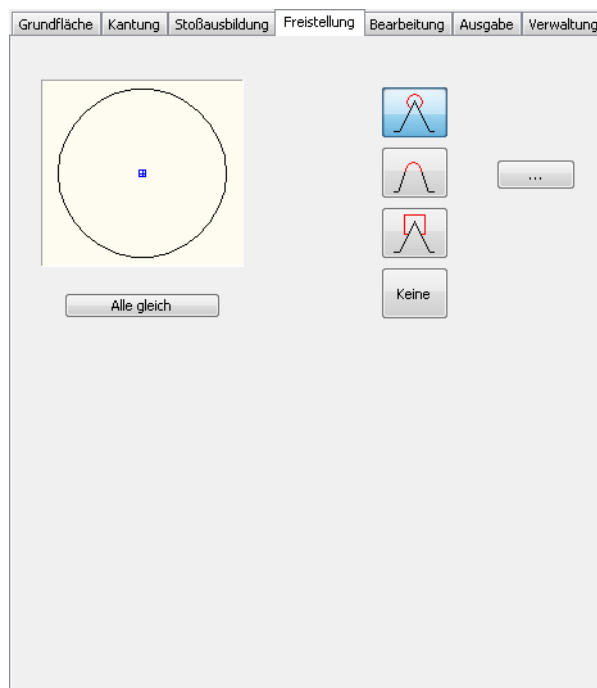 Grundfläche Kantung Stoßausbildung Freistellung Bearbeitung Ausgabe Verwaltung
...
Keine
Alle gleich